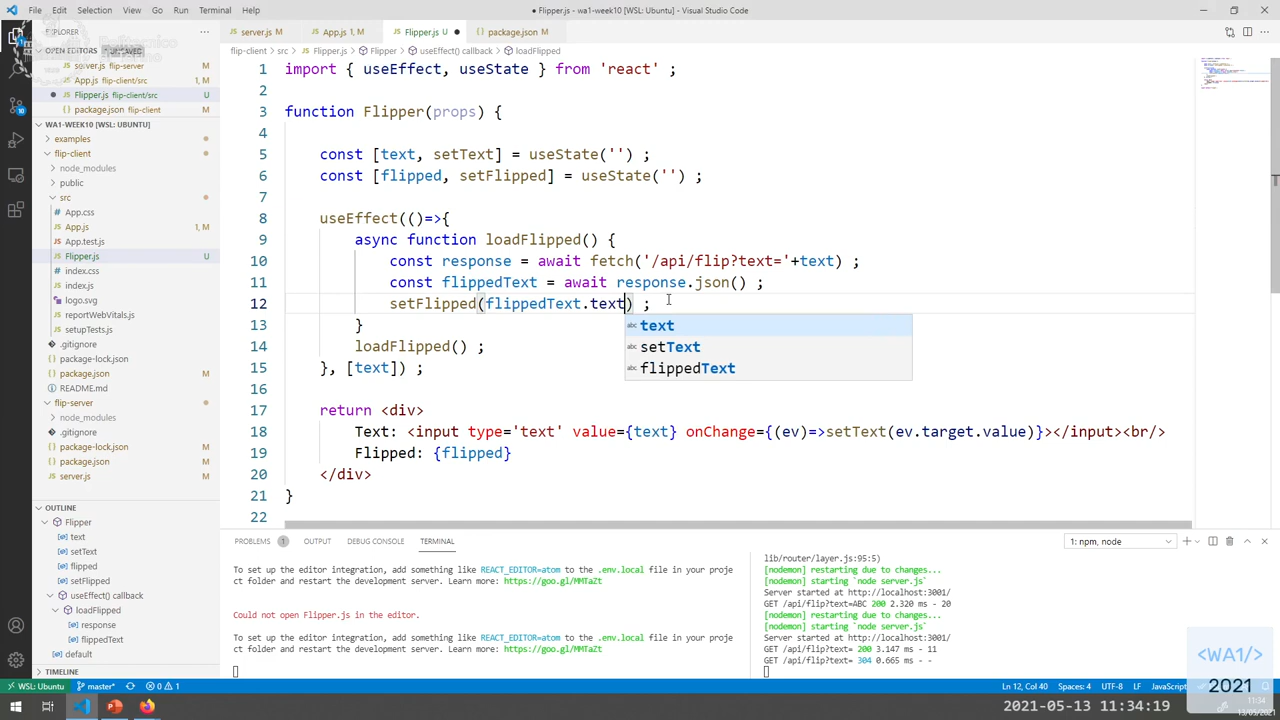 File Edit Selection View Go Run Terminal Help
● Flipper.js - wa1-week10 [WSL: Ubuntu] - Visual Studio Code
EXPLORER
server.js M App.js 1, M Flipper.js U ● package.json M
OPEN EDITORS 1 UNSAVED
flip-client > src > Flipper.js > Flipper > useEffect() callback > loadFlipped
server.js flip-server M
App.js flip-client/src 1, M
● Flipper.js flip-client/src U
package.json flip-client M
WA1-WEEK10 [WSL: UBUNTU]
examples
flip-client
node_modules
public
src
App.css
App.js 1, M
App.test.js
Flipper.js U
index.css
index.js
logo.svg
reportWebVitals.js
setupTests.js
.gitignore
package-lock.json
package.json M
README.md
flip-server
node_modules
.gitignore
package-lock.json M
package.json M
server.js M
OUTLINE
Flipper
text
setText
flipped
setFlipped
useEffect() callback
loadFlipped
response
flippedText
default
TIMELINE
1 import { useEffect, useState } from 'react' ;
2
3 function Flipper(props) {
4
5 const [text, setText] = useState('') ;
6 const [flipped, setFlipped] = useState('') ;
7
8 useEffect(()=>{
9 async function loadFlipped() {
10 const response = await fetch('/api/flip?text='+text) ;
11 const flippedText = await response.json() ;
12 setFlipped(flippedText.text) ;
13 }
14 loadFlipped() ;
15 }, [text]) ;
16
17 return <div>
18 Text: <input type='text' value={text} onChange={(ev)=>setText(ev.target.value)}></input><br/>
19 Flipped: {flipped}
20 </div>
21 }
22
abc text
abc setText
abc flippedText
PROBLEMS 1 OUTPUT DEBUG CONSOLE TERMINAL
1: npm, node
To set up the editor integration, add something like REACT_EDITOR=atom to the .env.local file in your proje
ct folder and restart the development server. Learn more: https://goo.gl/MMTaZt
Could not open Flipper.js in the editor.
To set up the editor integration, add something like REACT_EDITOR=atom to the .env.local file in your proje
ct folder and restart the development server. Learn more: https://goo.gl/MMTaZt
lib/router/layer.js:95:5)
[nodemon] restarting due to changes...
[nodemon] starting `node server.js`
Server started at http://localhost:3001/
GET /api/flip?text=ABC 200 2.320 ms - 20
[nodemon] restarting due to changes...
[nodemon] starting `node server.js`
Server started at http://localhost:3001/
GET /api/flip?text= 200 3.147 ms - 11
GET /api/flip?text= 304 0.665 ms - -
<WA1/>
2021
WSL: Ubuntu master* 0 1
Ln 12, Col 40 Spaces: 4 UTF-8 LF JavaScript
2021-05-13 11:34:19
11:34
13/05/2021